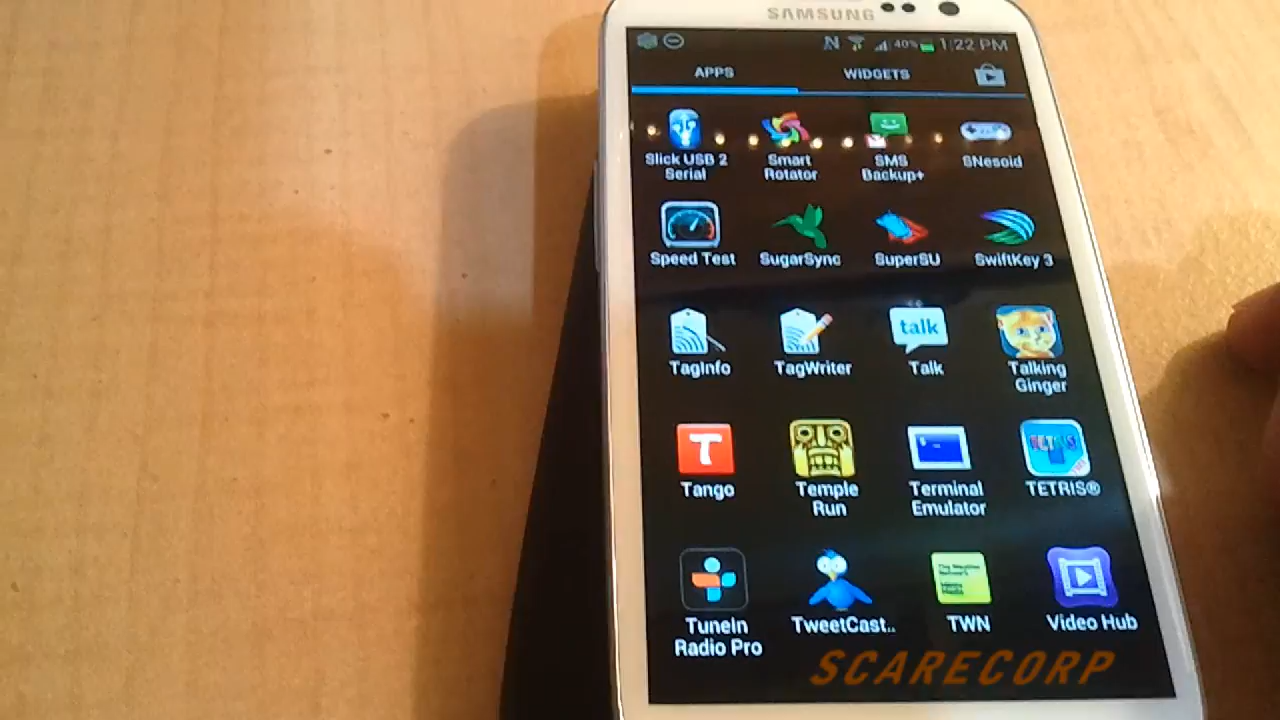 SAMSUNG
N 40% 1:22 PM
APPS WIDGETS
Slick USB 2 Serial
Smart Rotator
SMS Backup+
SNesoid
Speed Test
SugarSync
SuperSU
SwiftKey 3
TagInfo
TagWriter
talk
Talk
Talking Ginger
T
Tango
Temple Run
Terminal Emulator
TETRIS
TETRIS®
TuneIn Radio Pro
TweetCast..
TWN
Video Hub
SCARECORP